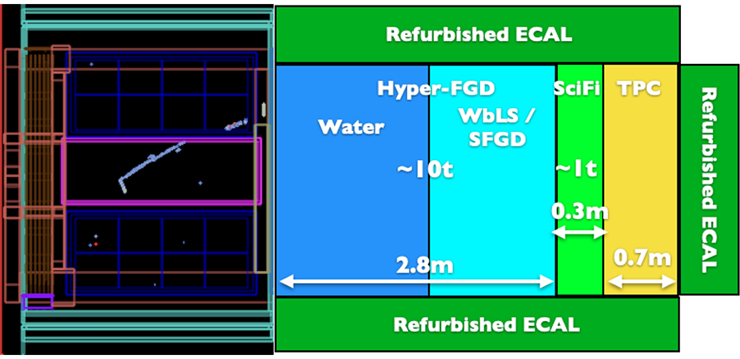 Refurbished ECAL
Hyper-FGD
SciFi
TPC
Water
WbLS /
SFGD
~10t
~1t
0.3m
2.8m
0.7m
Refurbished ECAL
Refurbished ECAL